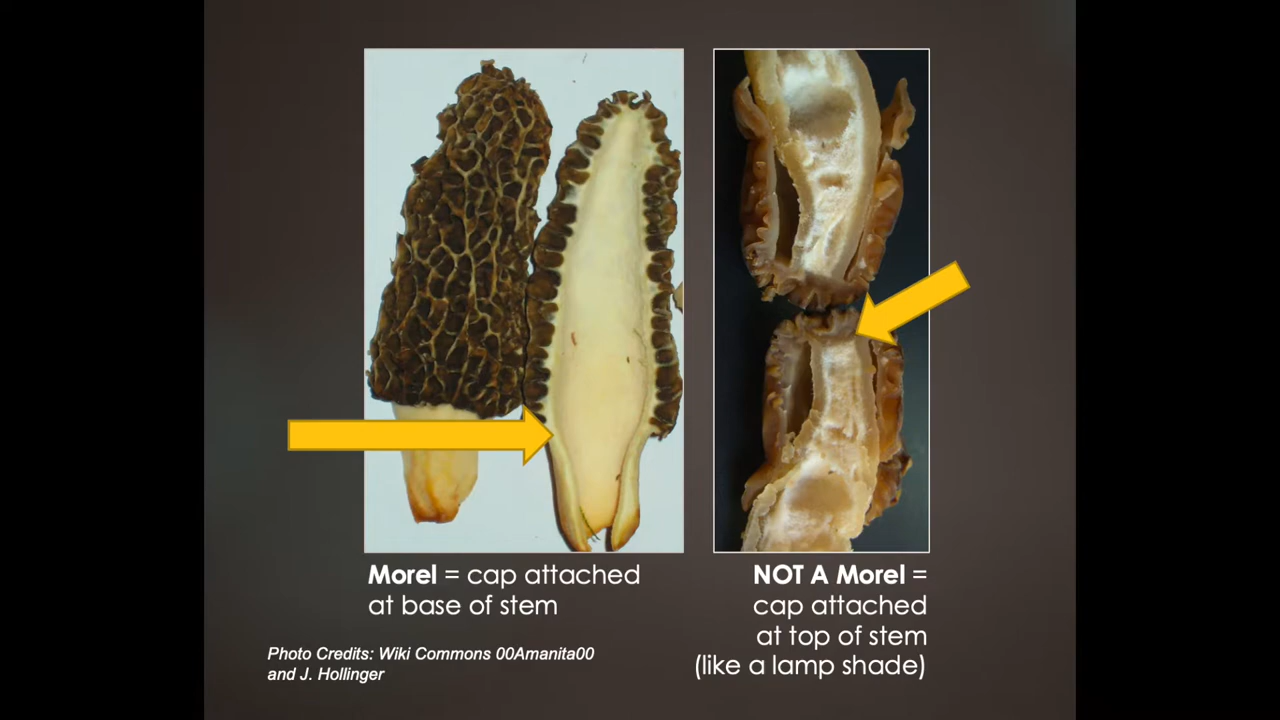 Morel = cap attached
at base of stem
NOT A Morel =
cap attached
at top of stem
(like a lamp shade)
Photo Credits: Wiki Commons 00Amanita00
and J. Hollinger